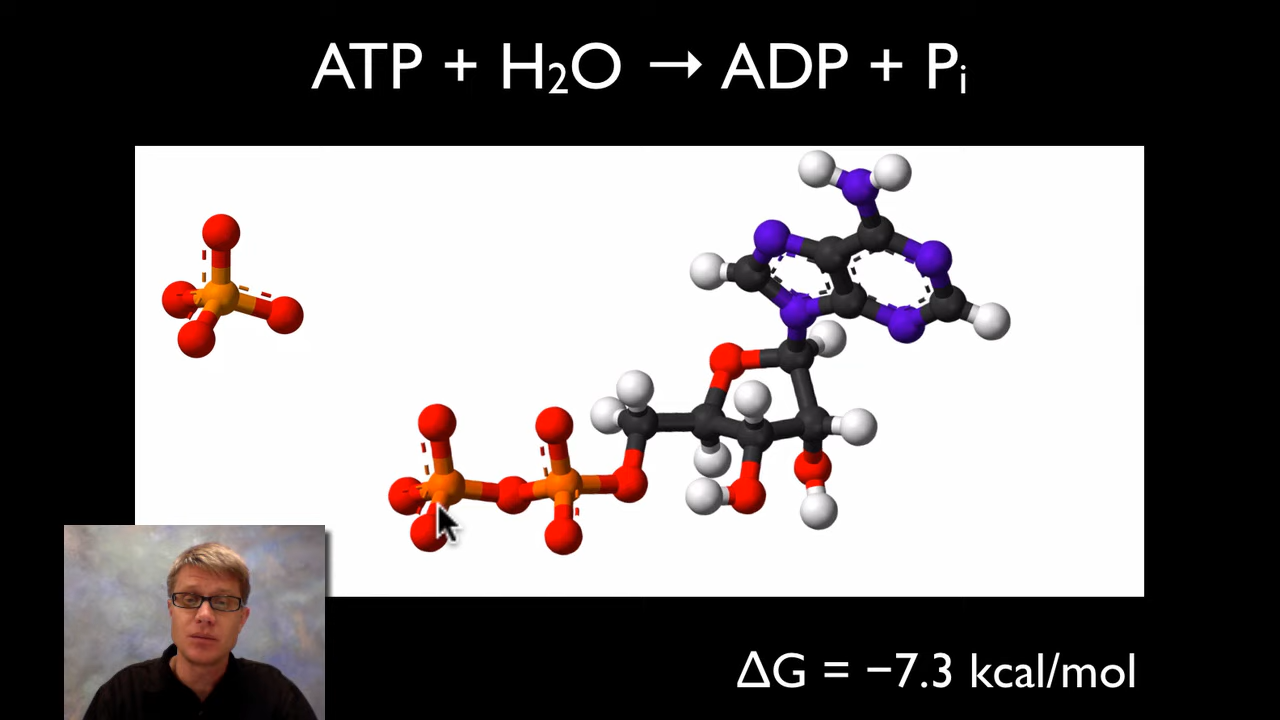 ATP + H₂O → ADP + Pᵢ
ΔG = −7.3 kcal/mol